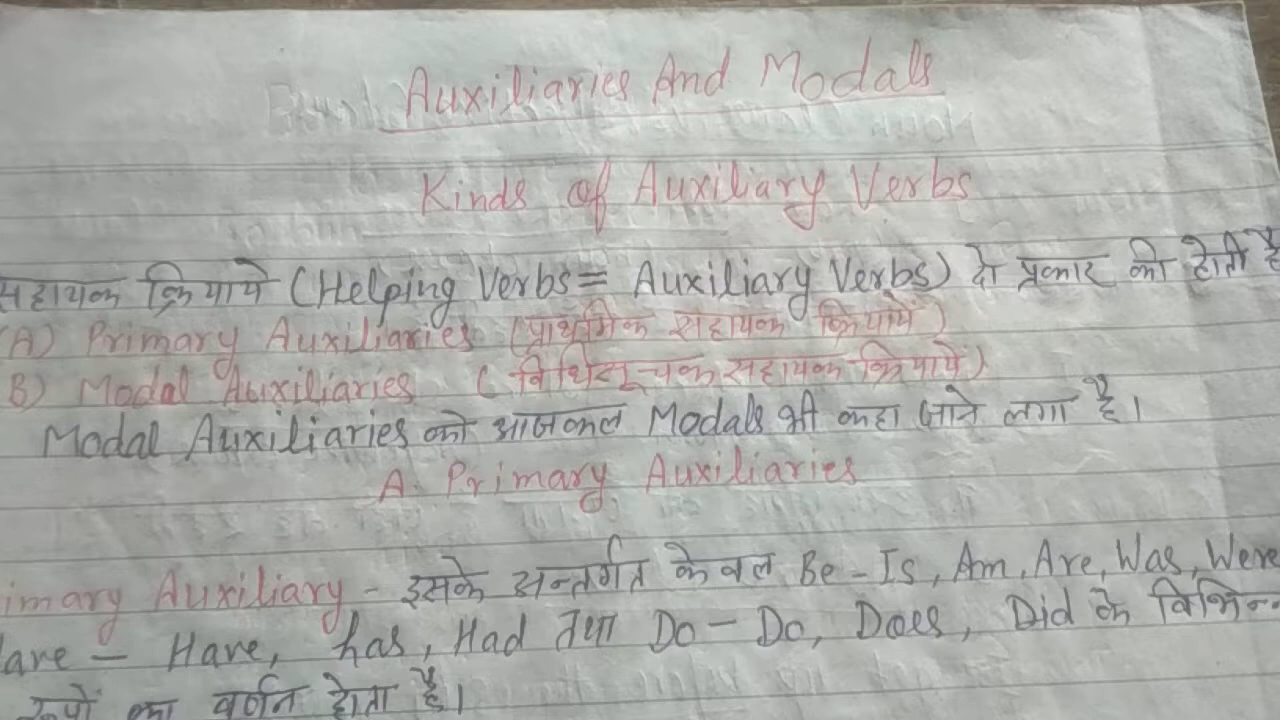 Auxiliaries And Modals
Kinds of Auxiliary Verbs
सहायक क्रियाये (Helping Verbs= Auxiliary Verbs) दो प्रकार की होती है
(A) Primary Auxiliaries (प्राथमिक सहायक क्रियायें)
B) Modal Auxiliaries (विधिसूचक सहायक क्रियायें)
Modal Auxiliaries को आजकल Modals भी कहा जाने लगा है।
A. Primary Auxiliaries
imary Auxiliary - इसके अन्तर्गत केवल Be - Is, Am, Are, Was, Were
ave - Have, has, Had तथा Do - Do, Does, Did के विभिन्न
रूपों का वर्णन होता है।